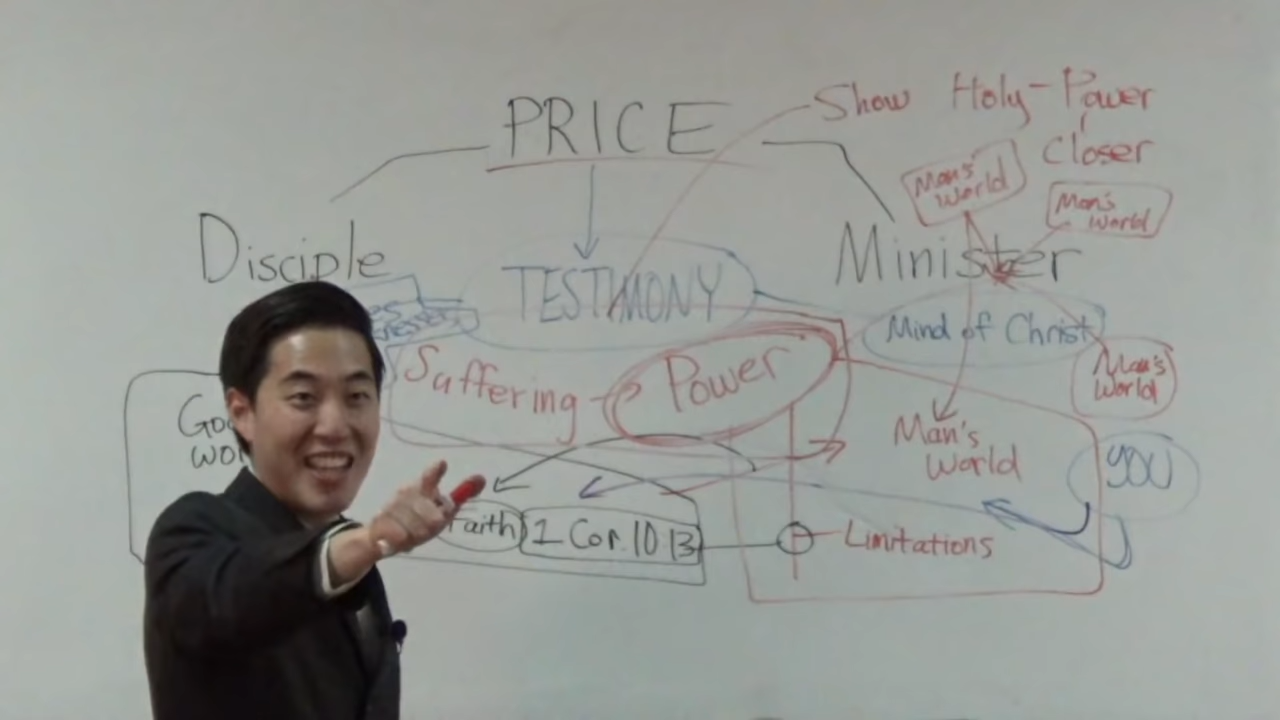 PRICE
Show Holy-Power
Closer
Man's
World
Man's
World
Disciple
TESTIMONY
Minister
Mind of Christ
Suffering
Power
Man's
World
Man's
World
YOU
Faith
1 Cor. 10 13
Limitations